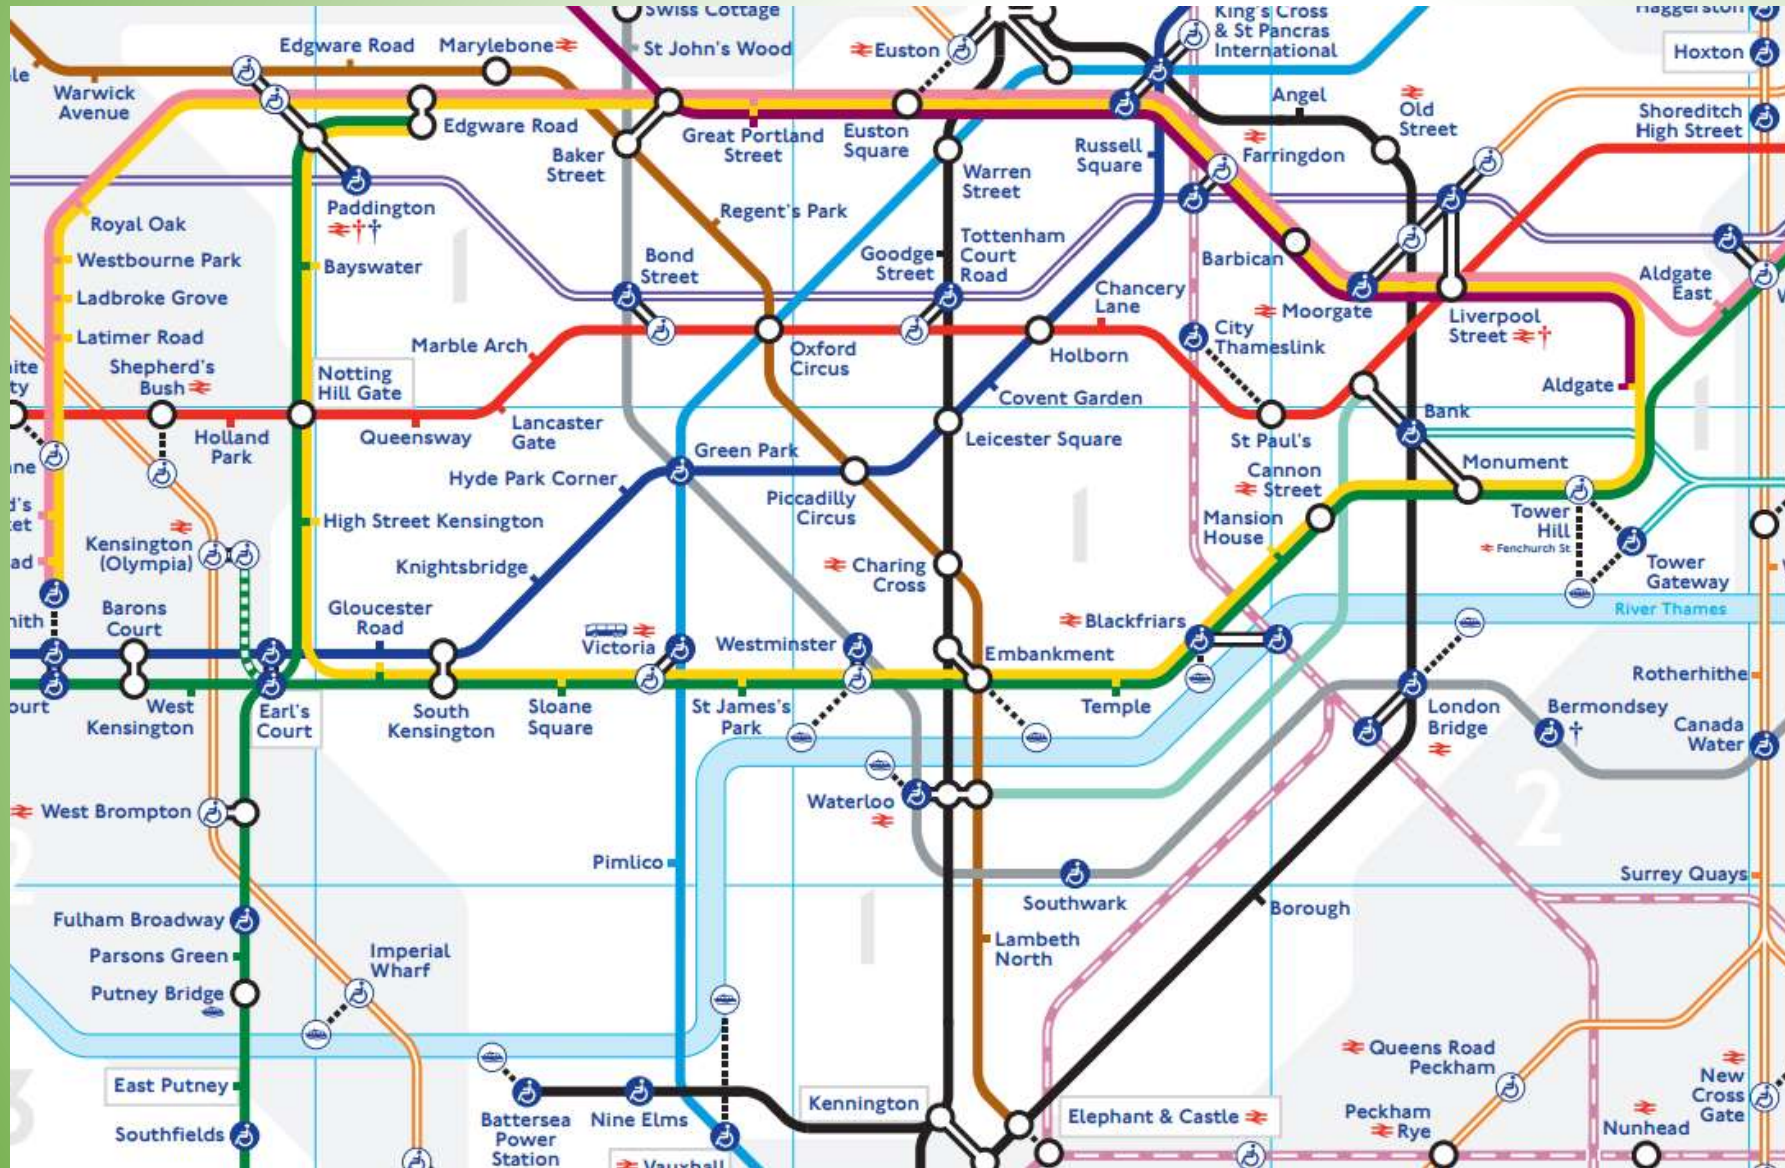 Swiss Cottage
St John's Wood
Edgware Road
Marylebone
Warwick
Avenue
Euston
King's Cross
& St Pancras
International
Haggerston
Hoxton
Edgware Road
Baker
Street
Great Portland
Street
Euston
Square
Warren
Street
Russell
Square
Angel
Old
Street
Farringdon
Shoreditch
High Street
Royal Oak
Paddington
††
Regent's Park
Westbourne Park
Bayswater
1
Bond
Street
Goodge
Street
Tottenham
Court
Road
Barbican
Chancery
Lane
Moorgate
Liverpool
Street †
Aldgate
East
Ladbroke Grove
Latimer Road
Marble Arch
Oxford
Circus
Holborn
City
Thameslink
Shepherd's
Bush
Notting
Hill Gate
Aldgate
1
Holland
Park
Queensway
Lancaster
Gate
Covent Garden
Leicester Square
St Paul's
Bank
Green Park
Hyde Park Corner
Piccadilly
Circus
Cannon
Street
Monument
1
Mansion
House
Tower
Hill
Fenchurch St
Tower
Gateway
High Street Kensington
Kensington
(Olympia)
Knightsbridge
Charing
Cross
River Thames
Barons
Court
Gloucester
Road
Victoria
Westminster
Embankment
Blackfriars
Rotherhithe
West
Kensington
Earl's
Court
South
Kensington
Sloane
Square
St James's
Park
Temple
London
Bridge
Bermondsey
†
Canada
Water
West Brompton
Waterloo
2
Pimlico
Southwark
Borough
Surrey Quays
Fulham Broadway
Parsons Green
Putney Bridge
Imperial
Wharf
1
Lambeth
North
East Putney
Southfields
Battersea
Power
Station
Nine Elms
Vauxhall
Kennington
Elephant & Castle
Queens Road
Peckham
Peckham
Rye
Nunhead
New
Cross
Gate